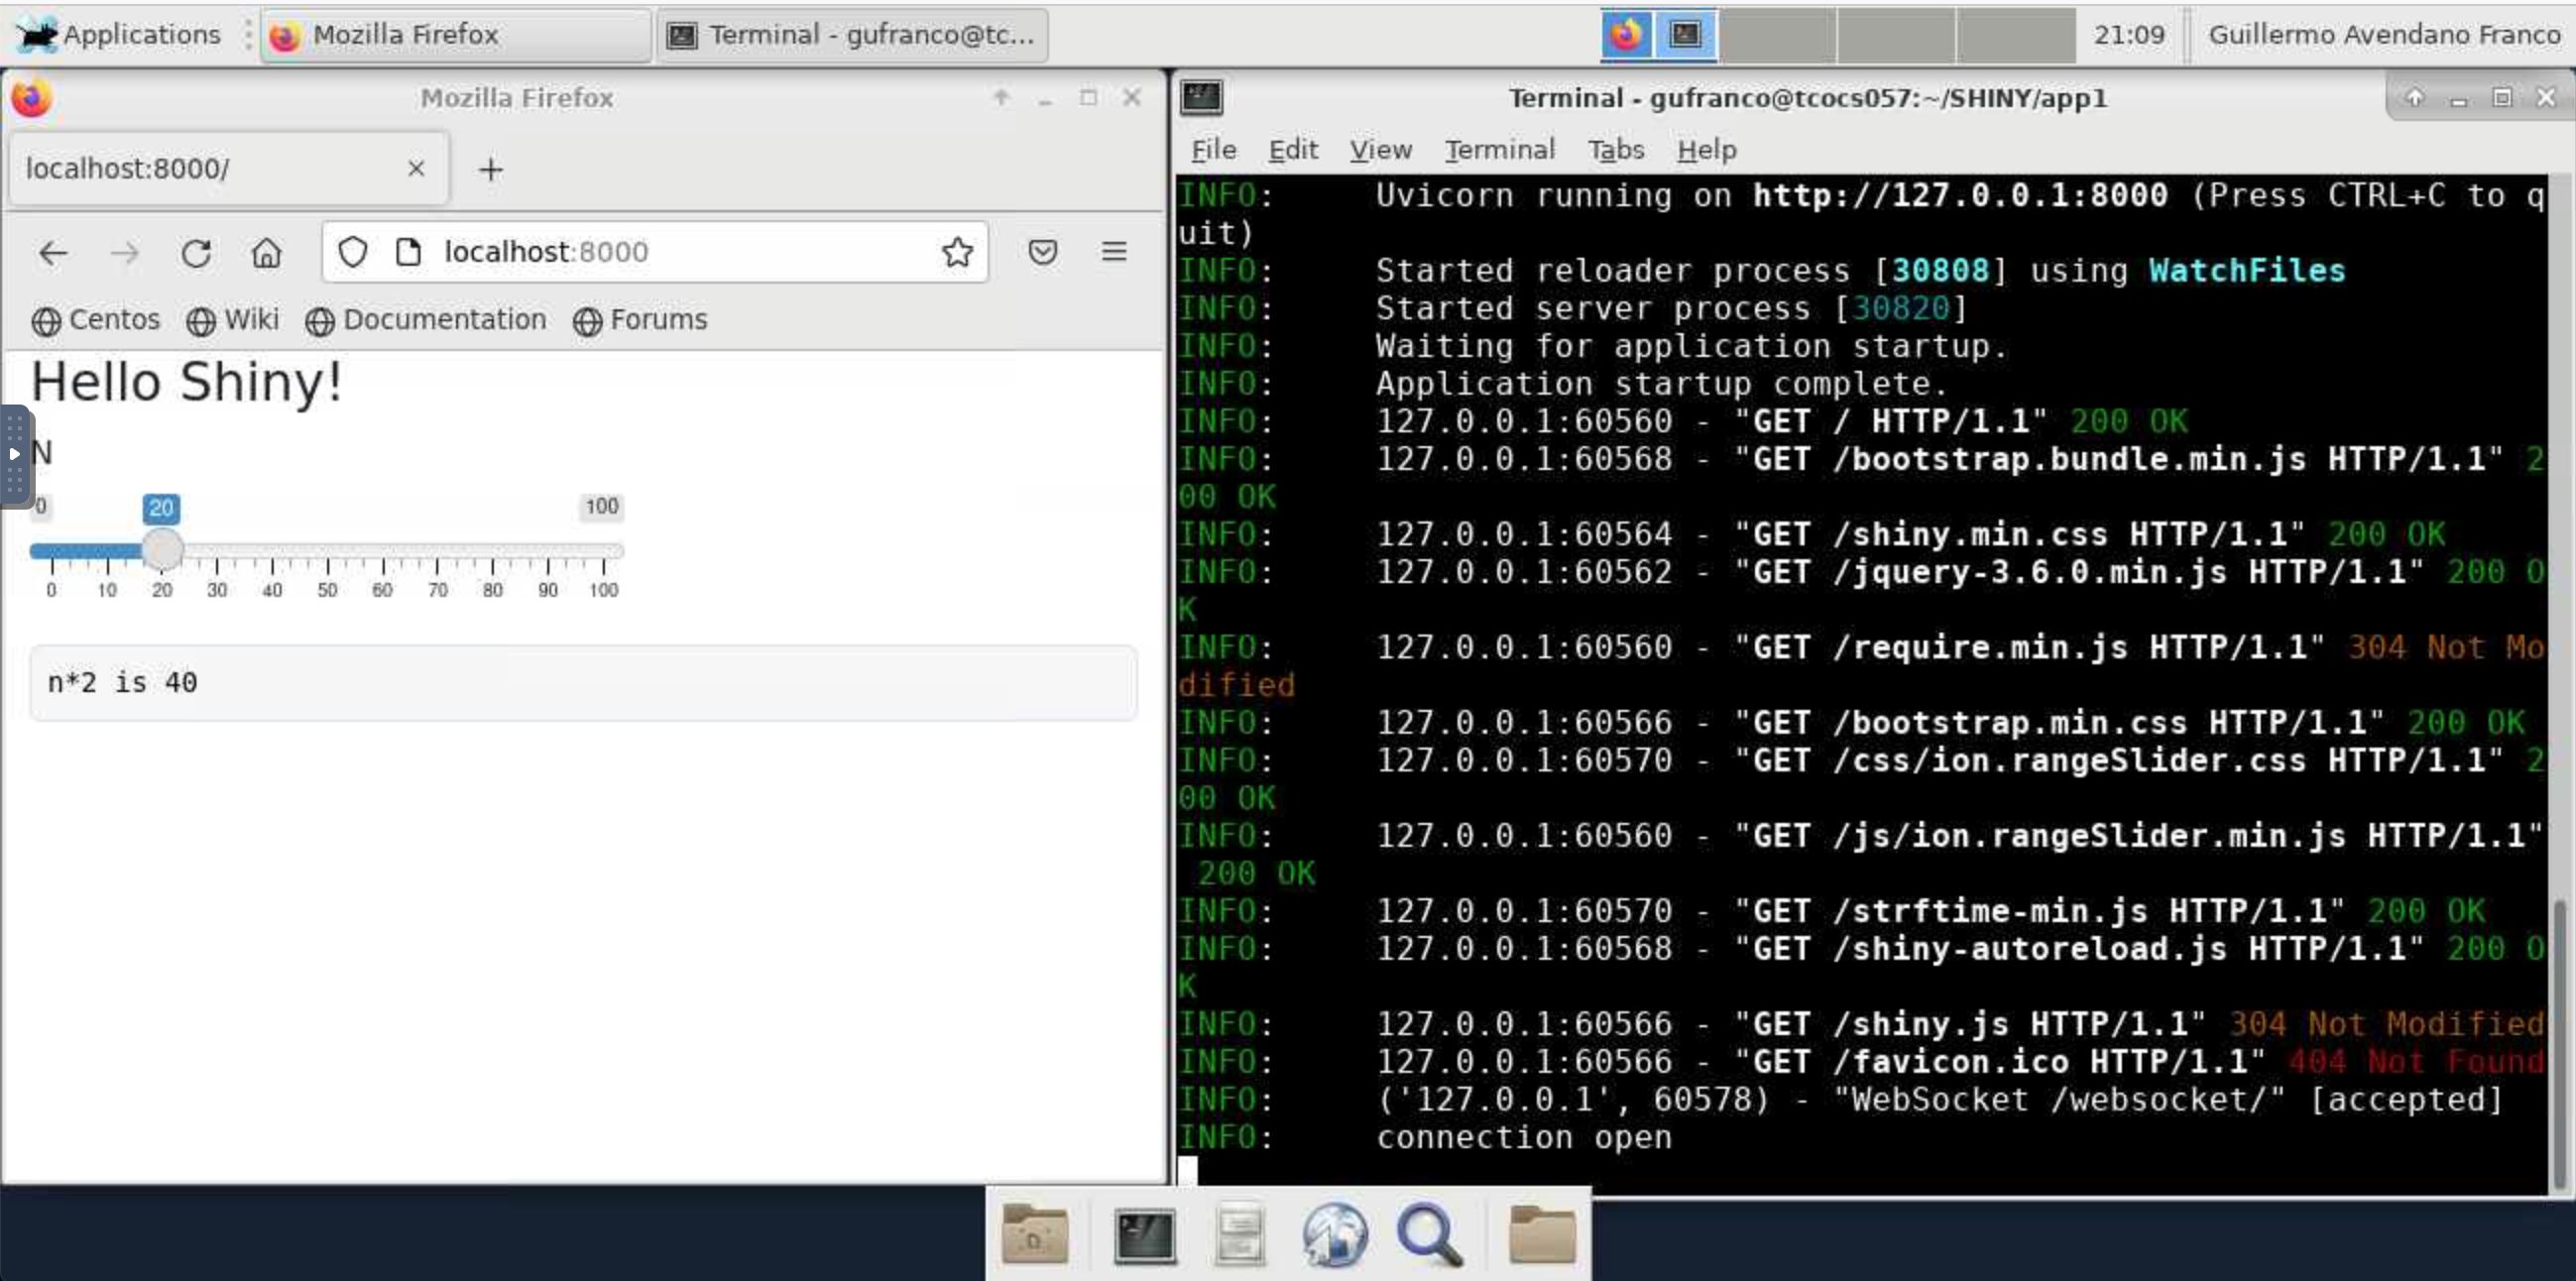 Applications
Mozilla Firefox
Terminal - gufranco@tc...
21:09
Guillermo Avendano Franco
Mozilla Firefox
localhost:8000/
localhost:8000
Centos
Wiki
Documentation
Forums
Hello Shiny!
N
0
20
100
0 10 20 30 40 50 60 70 80 90 100
n*2 is 40
Terminal - gufranco@tcocs057:~/SHINY/app1
File Edit View Terminal Tabs Help
INFO: Uvicorn running on http://127.0.0.1:8000 (Press CTRL+C to q
uit)
INFO: Started reloader process [30808] using WatchFiles
INFO: Started server process [30820]
INFO: Waiting for application startup.
INFO: Application startup complete.
INFO: 127.0.0.1:60560 - "GET / HTTP/1.1" 200 OK
INFO: 127.0.0.1:60568 - "GET /bootstrap.bundle.min.js HTTP/1.1" 2
00 OK
INFO: 127.0.0.1:60564 - "GET /shiny.min.css HTTP/1.1" 200 OK
INFO: 127.0.0.1:60562 - "GET /jquery-3.6.0.min.js HTTP/1.1" 200 O
K
INFO: 127.0.0.1:60560 - "GET /require.min.js HTTP/1.1" 304 Not Mo
dified
INFO: 127.0.0.1:60566 - "GET /bootstrap.min.css HTTP/1.1" 200 OK
INFO: 127.0.0.1:60570 - "GET /css/ion.rangeSlider.css HTTP/1.1" 2
00 OK
INFO: 127.0.0.1:60560 - "GET /js/ion.rangeSlider.min.js HTTP/1.1"
200 OK
INFO: 127.0.0.1:60570 - "GET /strftime-min.js HTTP/1.1" 200 OK
INFO: 127.0.0.1:60568 - "GET /shiny-autoreload.js HTTP/1.1" 200 O
K
INFO: 127.0.0.1:60566 - "GET /shiny.js HTTP/1.1" 304 Not Modified
INFO: 127.0.0.1:60566 - "GET /favicon.ico HTTP/1.1" 404 Not Found
INFO: ('127.0.0.1', 60578) - "WebSocket /websocket/" [accepted]
INFO: connection open